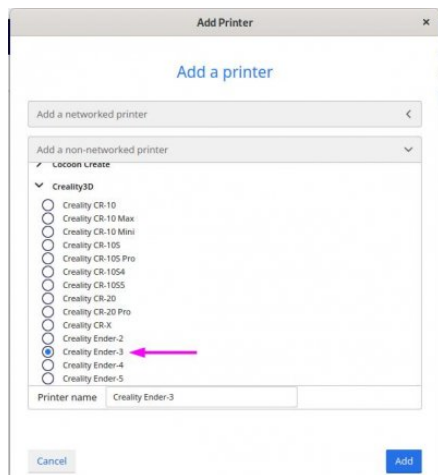 Add Printer
×
Add a printer
Add a networked printer
Add a non-networked printer
Cocoon Create
Creality3D
Creality CR-10
Creality CR-10 Max
Creality CR-10 Mini
Creality CR-10S
Creality CR-10S Pro
Creality CR-10S4
Creality CR-10S5
Creality CR-20
Creality CR-20 Pro
Creality CR-X
Creality Ender-2
Creality Ender-3
Creality Ender-4
Creality Ender-5
Printer name Creality Ender-3
Cancel Add